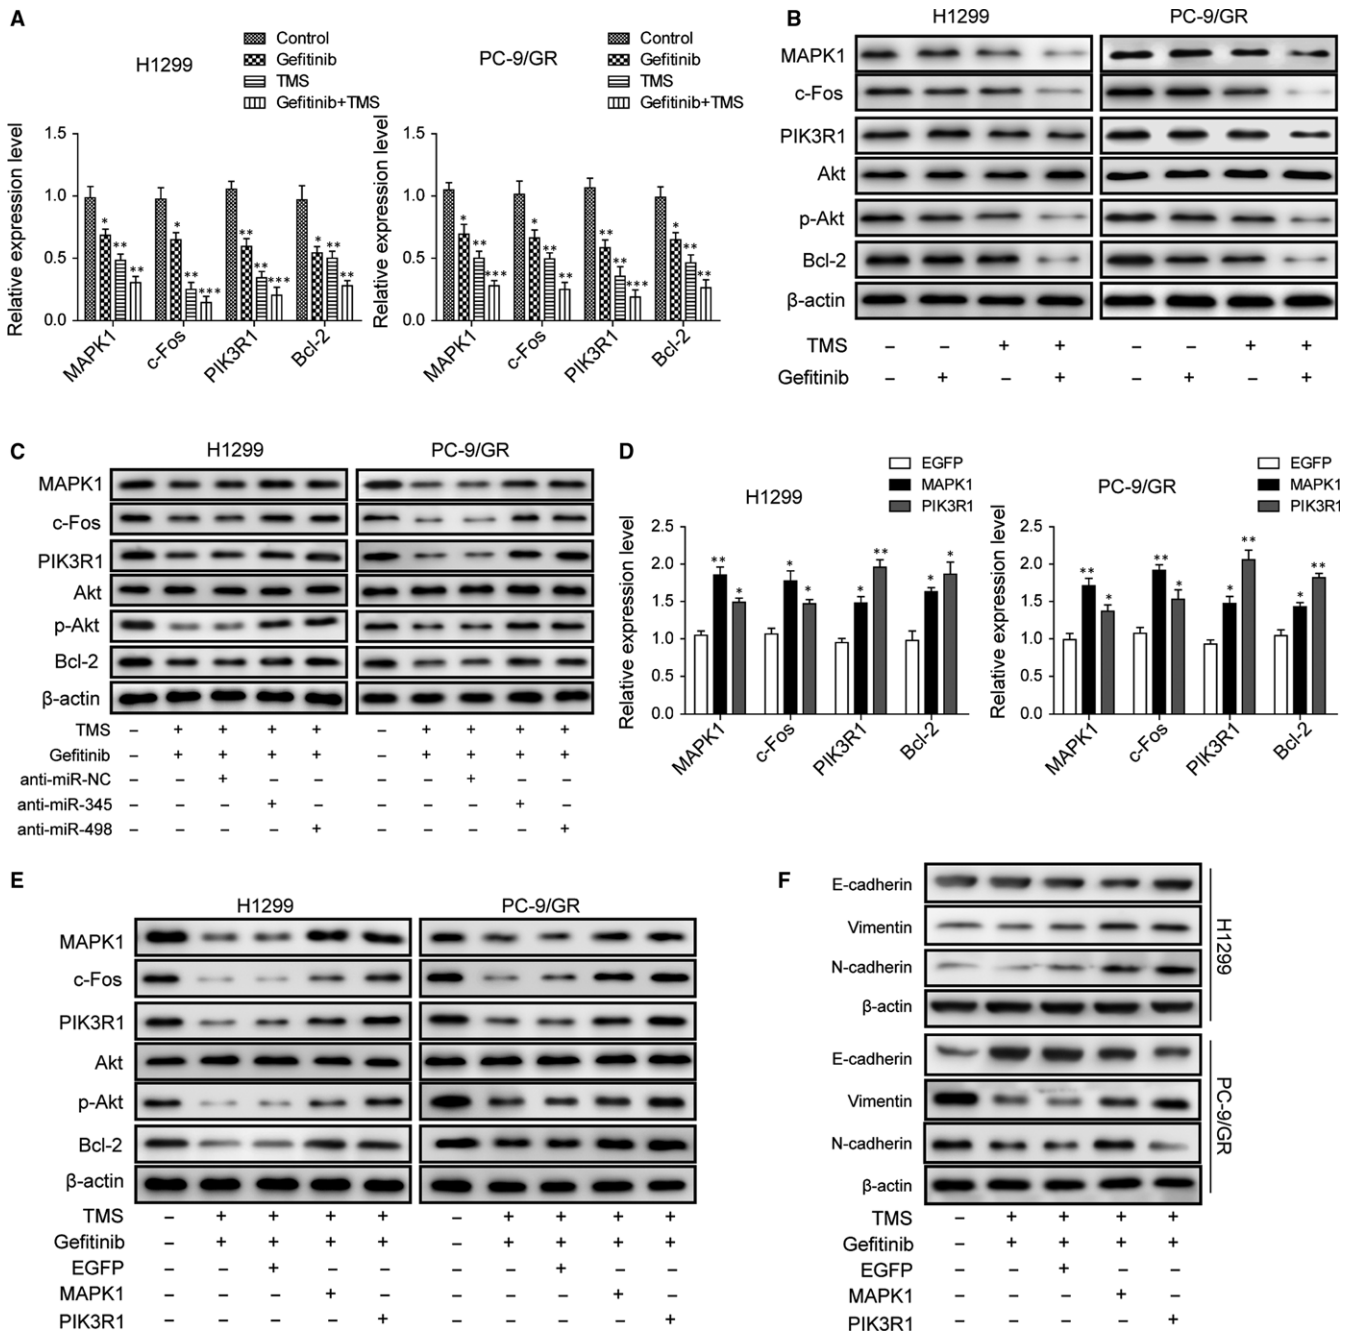 A
H1299
Control
Gefitinib
TMS
Gefitinib+TMS
Relative expression level
1.5
1.0
0.5
0.0
* ** ** * ** *** ** ** *** * ** **
MAPK1 c-Fos PIK3R1 Bcl-2
PC-9/GR
Control
Gefitinib
TMS
Gefitinib+TMS
Relative expression level
1.5
1.0
0.5
0.0
* ** *** * ** ** ** ** *** * ** **
MAPK1 c-Fos PIK3R1 Bcl-2
B
H1299 PC-9/GR
MAPK1
c-Fos
PIK3R1
Akt
p-Akt
Bcl-2
β-actin
TMS – – + + – – + +
Gefitinib – + – + – + – +
C
H1299 PC-9/GR
MAPK1
c-Fos
PIK3R1
Akt
p-Akt
Bcl-2
β-actin
TMS – + + + + – + + + +
Gefitinib – + + + + – + + + +
anti-miR-NC – – + – – – – + – –
anti-miR-345 – – – + – – – – + –
anti-miR-498 – – – – + – – – – +
D
H1299
EGFP
MAPK1
PIK3R1
Relative expression level
2.5
2.0
1.5
1.0
0.5
0.0
** * * * * ** * *
MAPK1 c-Fos PIK3R1 Bcl-2
PC-9/GR
EGFP
MAPK1
PIK3R1
Relative expression level
2.5
2.0
1.5
1.0
0.5
0.0
** * ** * * ** * **
MAPK1 c-Fos PIK3R1 Bcl-2
E
H1299 PC-9/GR
MAPK1
c-Fos
PIK3R1
Akt
p-Akt
Bcl-2
β-actin
TMS – + + + + – + + + +
Gefitinib – + + + + – + + + +
EGFP – – + – – – – + – –
MAPK1 – – – + – – – – + –
PIK3R1 – – – – + – – – – +
F
E-cadherin
Vimentin
N-cadherin
β-actin
H1299
E-cadherin
Vimentin
N-cadherin
β-actin
PC-9/GR
TMS – + + + +
Gefitinib – + + + +
EGFP – – + – –
MAPK1 – – – + –
PIK3R1 – – – – +